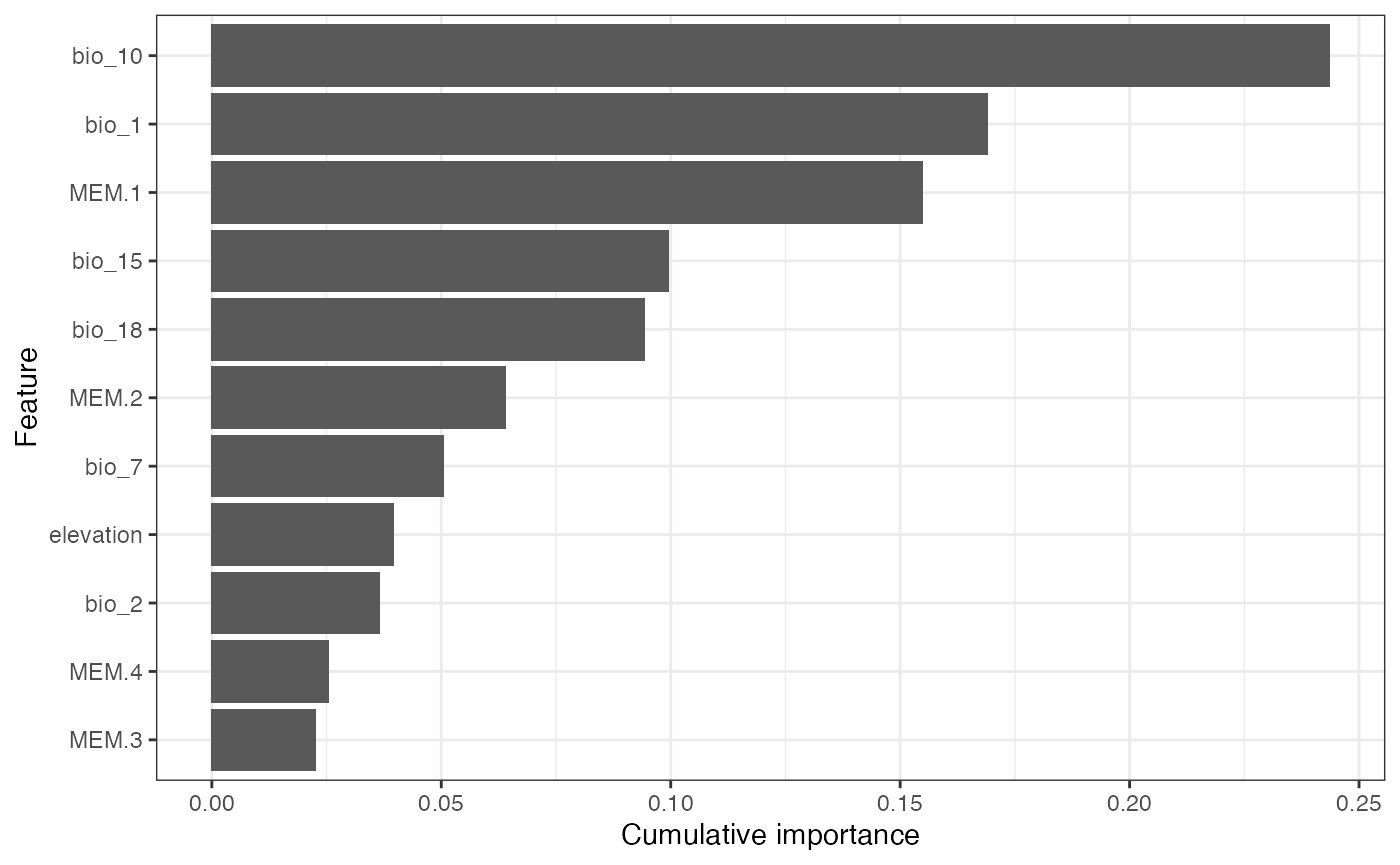 Feature
bio_10
bio_1
MEM.1
bio_15
bio_18
MEM.2
bio_7
elevation
bio_2
MEM.4
MEM.3
0.00 0.05 0.10 0.15 0.20 0.25
Cumulative importance